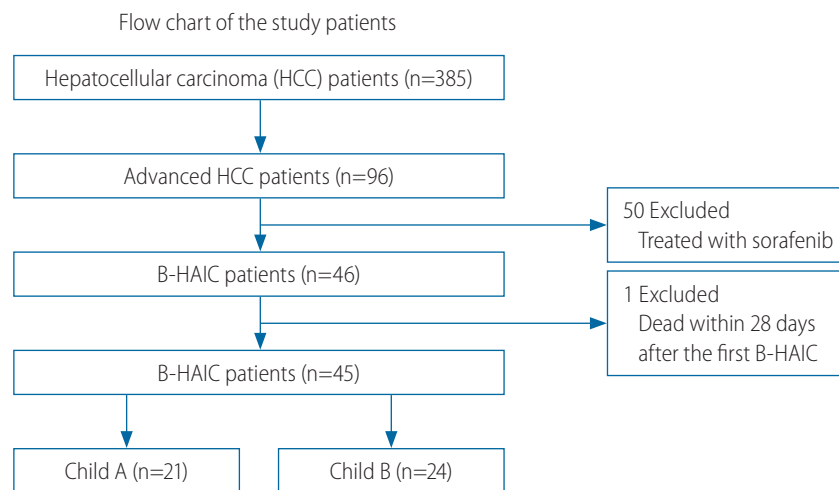 Flow chart of the study patients
Hepatocellular carcinoma (HCC) patients (n=385)
Advanced HCC patients (n=96)
50 Excluded
Treated with sorafenib
B-HAIC patients (n=46)
1 Excluded
Dead within 28 days
after the first B-HAIC
B-HAIC patients (n=45)
Child A (n=21)
Child B (n=24)